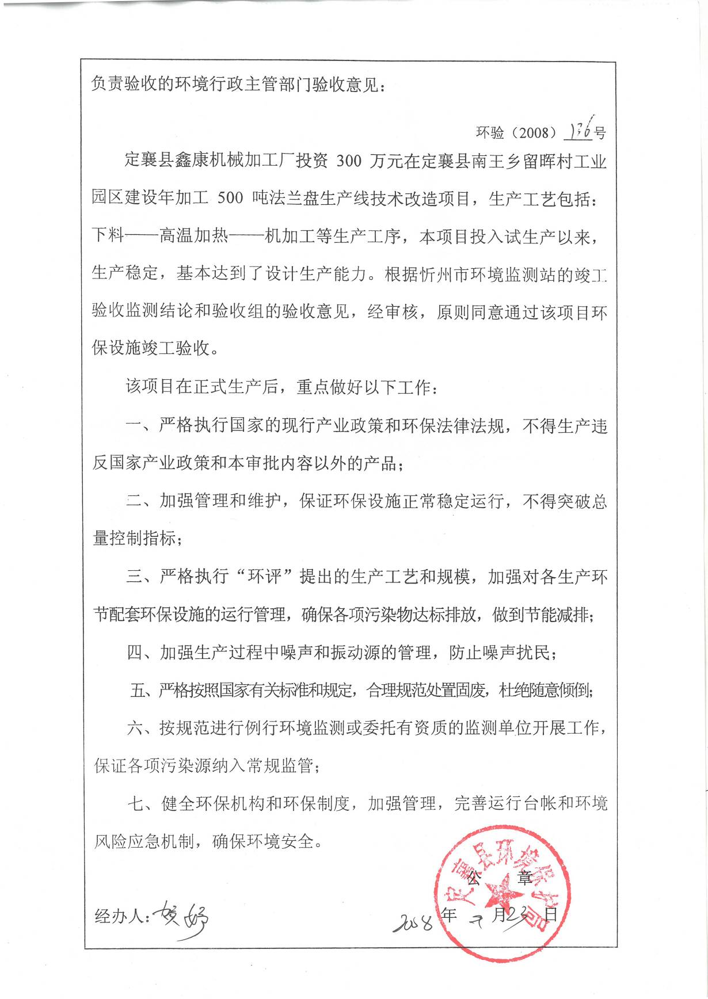 负责验收的环境行政主管部门验收意见：
环验（2008）136号
定襄县鑫康机械加工厂投资 300 万元在定襄县南王乡留晖村工业
园区建设年加工 500 吨法兰盘生产线技术改造项目，生产工艺包括：
下料——高温加热——机加工等生产工序，本项目投入试生产以来，
生产稳定，基本达到了设计生产能力。根据忻州市环境监测站的竣工
验收监测结论和验收组的验收意见，经审核，原则同意通过该项目环
保设施竣工验收。
该项目在正式生产后，重点做好以下工作：
一、严格执行国家的现行产业政策和环保法律法规，不得生产违
反国家产业政策和本审批内容以外的产品；
二、加强管理和维护，保证环保设施正常稳定运行，不得突破总
量控制指标；
三、严格执行“环评”提出的生产工艺和规模，加强对各生产环
节配套环保设施的运行管理，确保各项污染物达标排放，做到节能减排；
四、加强生产过程中噪声和振动源的管理，防止噪声扰民；
五、严格按照国家有关标准和规定，合理规范处置固废，杜绝随意倾倒；
六、按规范进行例行环境监测或委托有资质的监测单位开展工作，
保证各项污染源纳入常规监管；
七、健全环保机构和环保制度，加强管理，完善运行台帐和环境
风险应急机制，确保环境安全。
定襄县环境保护局
公 章
经办人：
2008 年 月 23 日